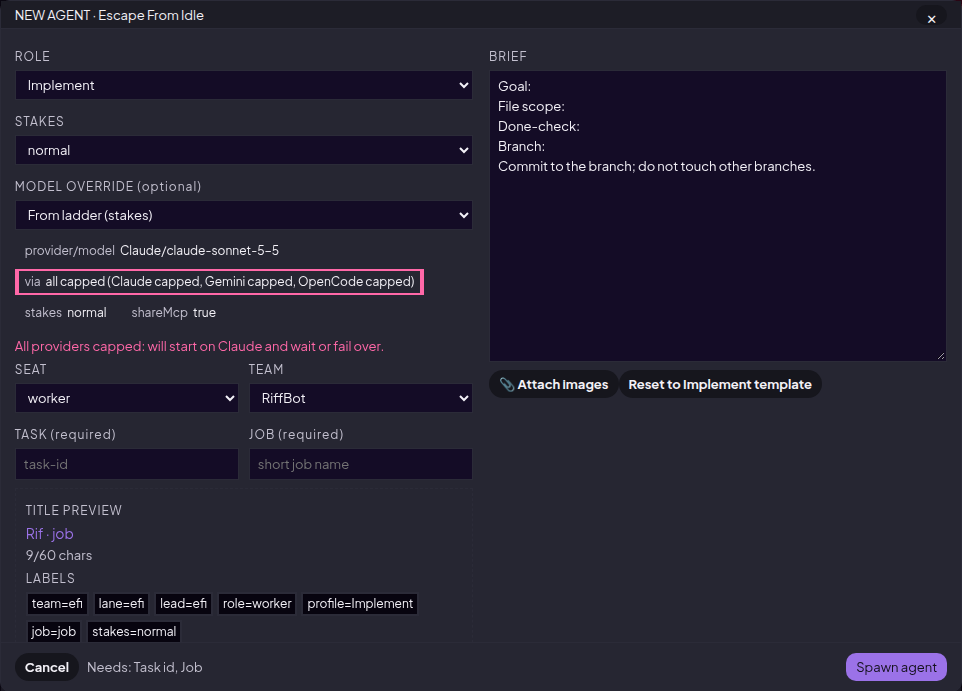 NEW AGENT · Escape From Idle
×
ROLE
Implement
STAKES
normal
MODEL OVERRIDE (optional)
From ladder (stakes)
provider/model Claude/claude-sonnet-5-5
via all capped (Claude capped, Gemini capped, OpenCode capped)
stakes normal shareMcp true
All providers capped: will start on Claude and wait or fail over.
SEAT
worker
TEAM
RiffBot
TASK (required)
task-id
JOB (required)
short job name
TITLE PREVIEW
Rif · job
9/60 chars
LABELS
team=efi lane=efi lead=efi role=worker profile=Implement
job=job stakes=normal
BRIEF
Goal:
File scope:
Done-check:
Branch:
Commit to the branch; do not touch other branches.
📎 Attach images Reset to Implement template
Cancel Needs: Task id, Job
Spawn agent